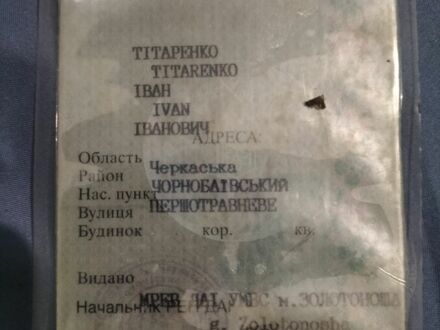 ТІТАРЕНКО
TITARENKO
ІВАН
IVAN
ІВАНОВИЧ
АДРЕСА:
Область Черкаська
Район ЧОРНОБАЇВСЬКИЙ
Нас. пункт ПЕРШОТРАВНЕВЕ
Вулиця
Будинок кор. кв.
Видано МРЕВ ДАІ УМВС м.ЗОЛОТОНОША
Начальник
g. Zolotonosh